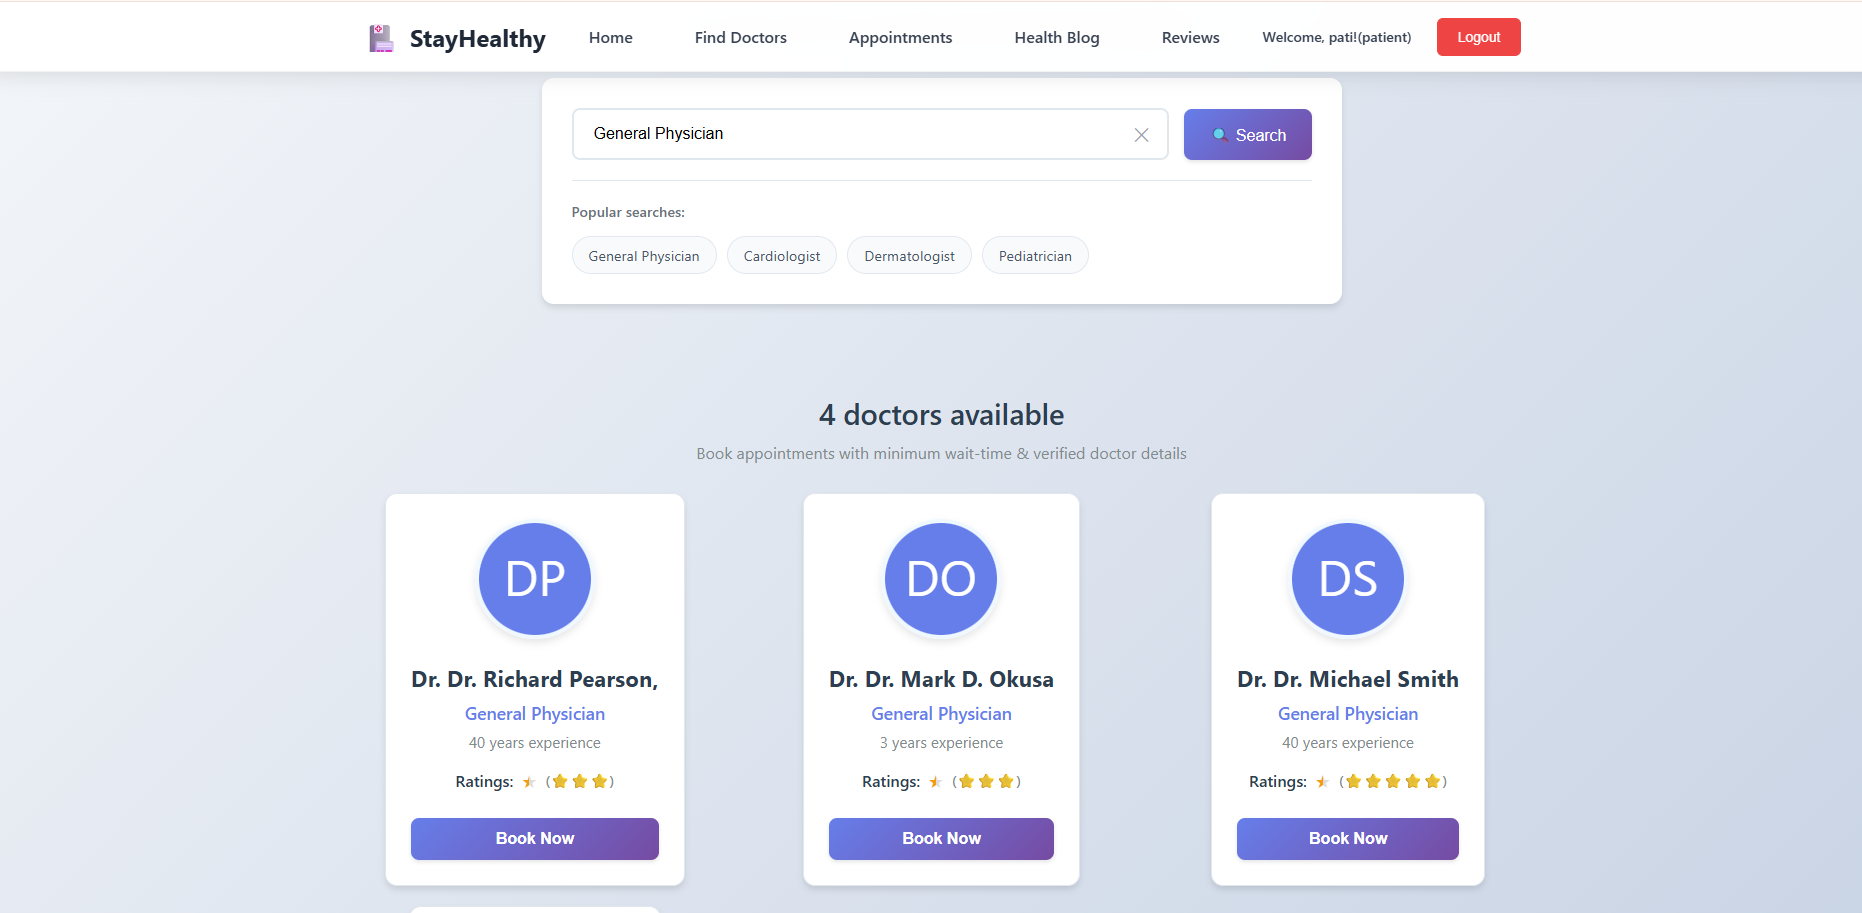 StayHealthy Home Find Doctors Appointments Health Blog Reviews Welcome, pati!(patient) Logout
General Physician Search
Popular searches:
General Physician Cardiologist Dermatologist Pediatrician
4 doctors available
Book appointments with minimum wait-time & verified doctor details
DP
Dr. Dr. Richard Pearson,
General Physician
40 years experience
Ratings: (⭐⭐⭐)
Book Now
DO
Dr. Dr. Mark D. Okusa
General Physician
3 years experience
Ratings: (⭐⭐⭐)
Book Now
DS
Dr. Dr. Michael Smith
General Physician
40 years experience
Ratings: (⭐⭐⭐⭐⭐)
Book Now